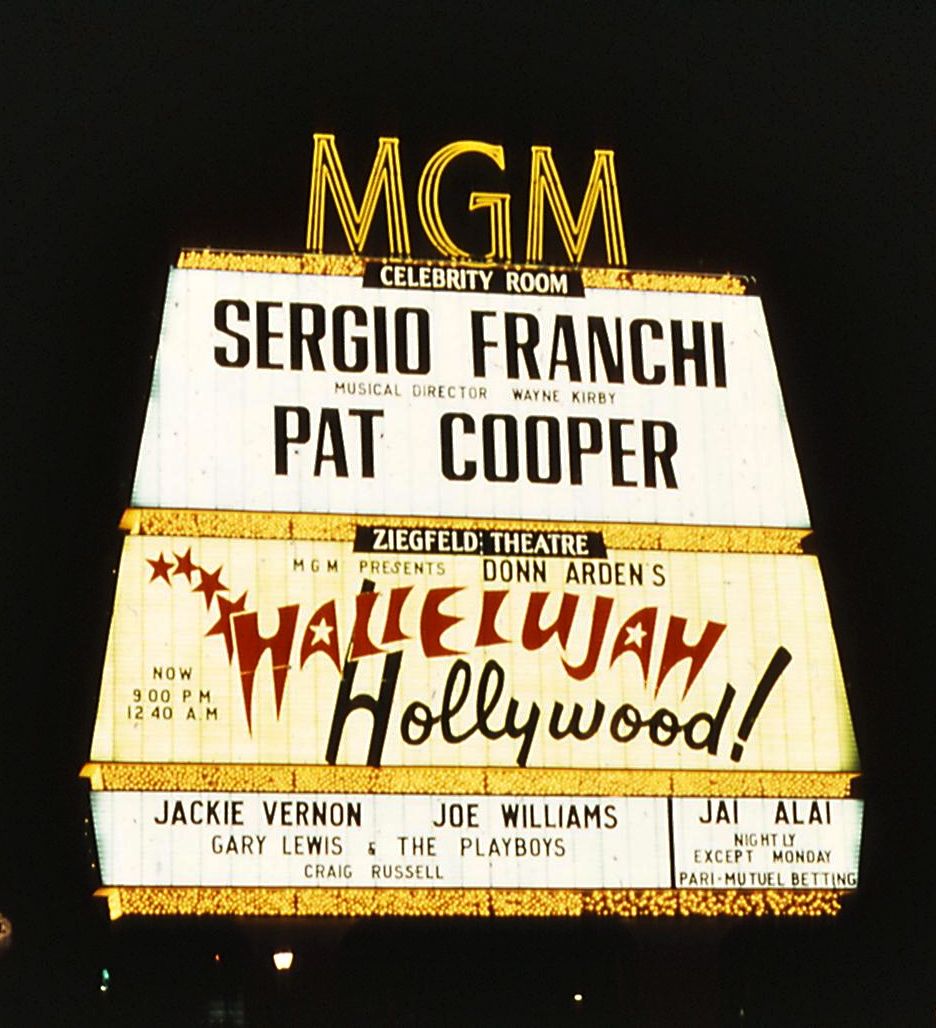 MGM
CELEBRITY ROOM
SERGIO FRANCHI
MUSICAL DIRECTOR WAYNE KIRBY
PAT COOPER
ZIEGFELD THEATRE
MGM PRESENTS DONN ARDEN'S
HALLELUJAH
Hollywood!
NOW
9:00 P M
12 40 A.M
JACKIE VERNON JOE WILLIAMS
GARY LEWIS & THE PLAYBOYS
CRAIG RUSSELL
JAI ALAI
NIGHTLY
EXCEPT MONDAY
PARI-MUTUEL BETTING